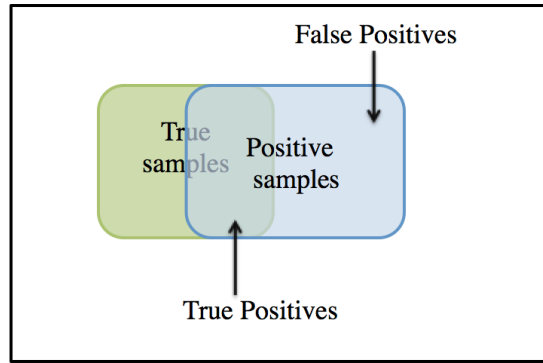 False Positives
True
samples
Positive
samples
True Positives